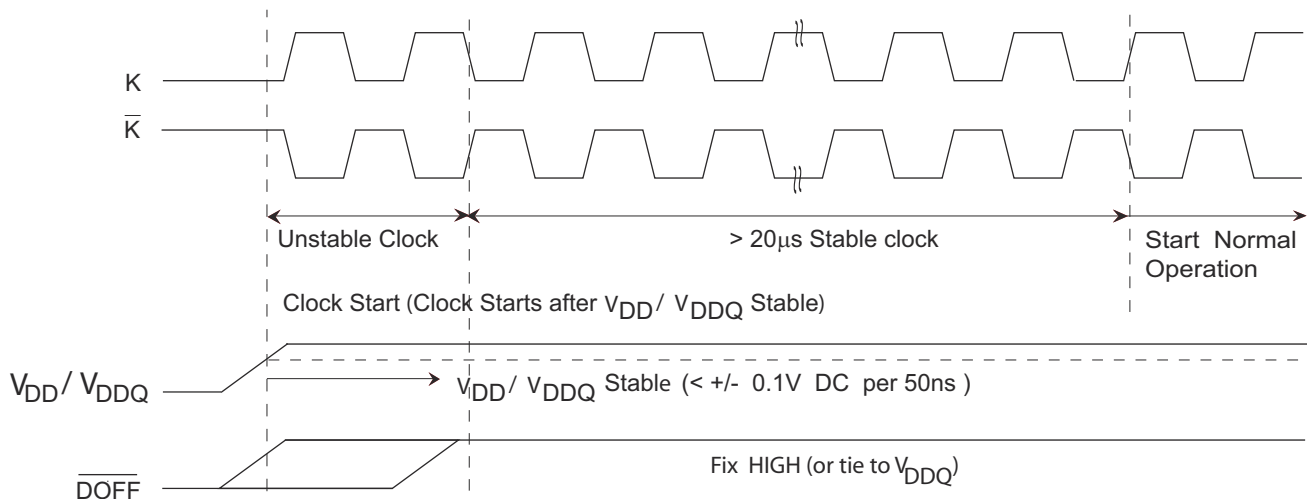 K
K̅
Unstable Clock
> 20μs Stable clock
Start Normal
Operation
Clock Start (Clock Starts after VDD / VDDQ Stable)
VDD / VDDQ
VDD / VDDQ Stable (< +/- 0.1V DC per 50ns )
DOFF
Fix HIGH (or tie to VDDQ)